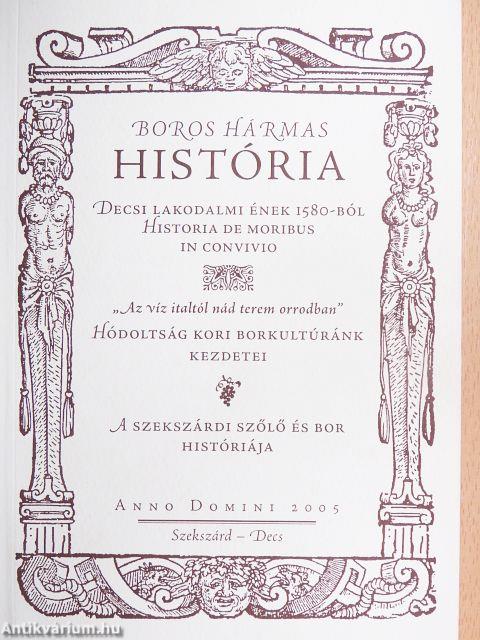 BOROS HÁRMAS
HISTÓRIA
DECSI LAKODALMI ÉNEK 1580-BÓL
HISTORIA DE MORIBUS
IN CONVIVIO
„Az víz italtól nád terem orrodban”
HÓDOLTSÁG KORI BORKULTÚRÁNK
KEZDETEI
A SZEKSZÁRDI SZŐLŐ ÉS BOR
HISTÓRIÁJA
ANNO DOMINI 2005
Szekszárd – Decs
Antikvárium.hu